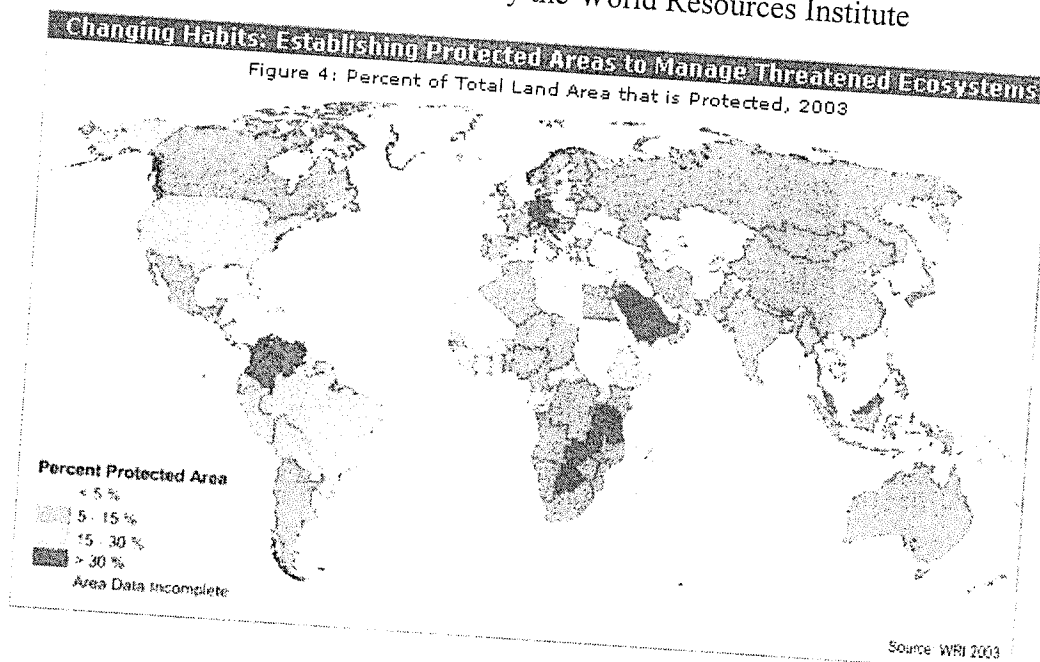 the World Resources Institute
Changing Habits: Establishing Protected Areas to Manage Threatened Ecosystems
Figure 4: Percent of Total Land Area that is Protected, 2003
Percent Protected Area
< 5 %
5 - 15 %
15 - 30 %
> 30 %
Area Data Incomplete
Source: WRI 2003